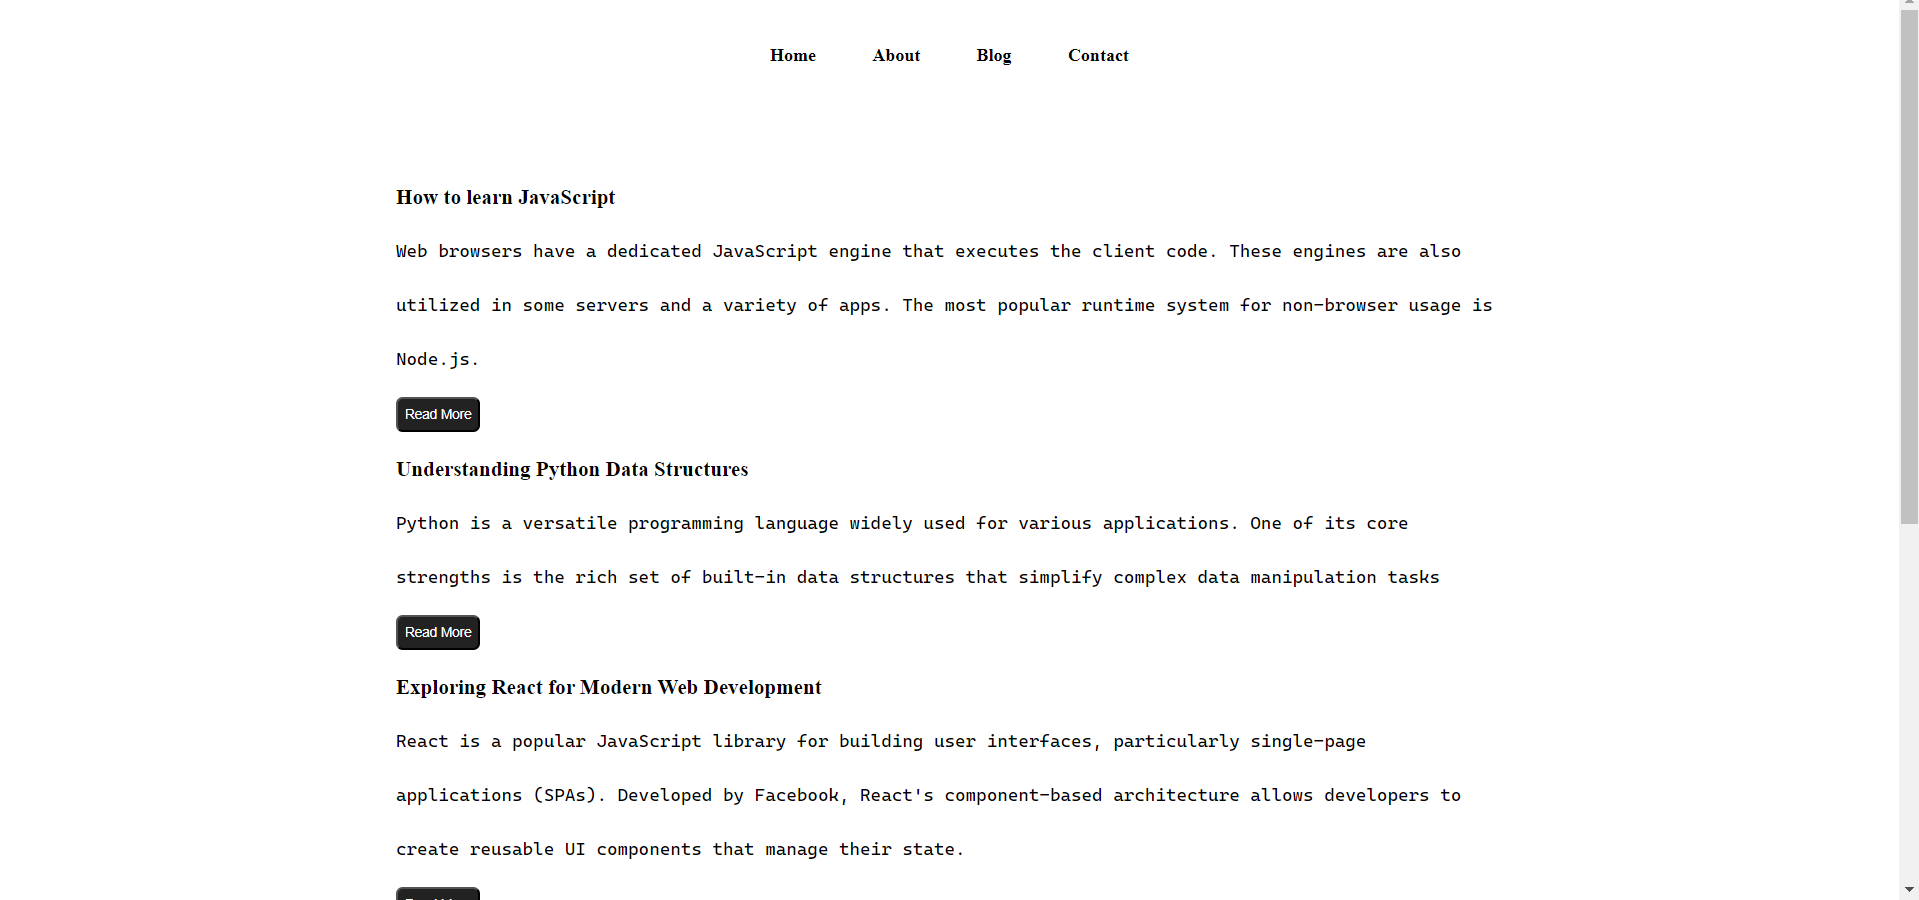 Home About Blog Contact
How to learn JavaScript
Web browsers have a dedicated JavaScript engine that executes the client code. These engines are also
utilized in some servers and a variety of apps. The most popular runtime system for non-browser usage is
Node.js.
Read More
Understanding Python Data Structures
Python is a versatile programming language widely used for various applications. One of its core
strengths is the rich set of built-in data structures that simplify complex data manipulation tasks
Read More
Exploring React for Modern Web Development
React is a popular JavaScript library for building user interfaces, particularly single-page
applications (SPAs). Developed by Facebook, React's component-based architecture allows developers to
create reusable UI components that manage their state.